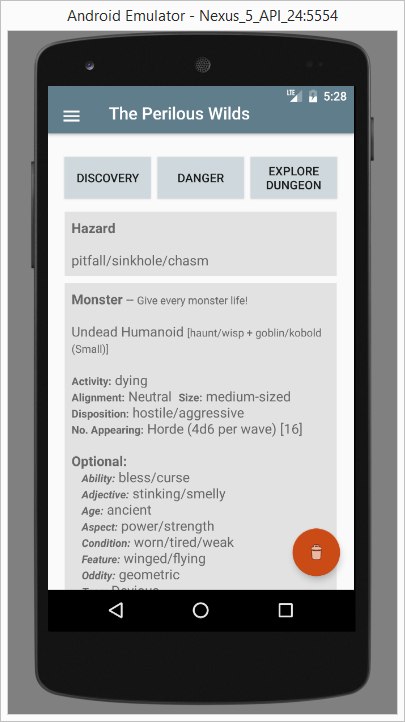 Android Emulator - Nexus_5_API_24:5554
LTE 5:28
The Perilous Wilds
DISCOVERY DANGER EXPLORE
DUNGEON
Hazard
pitfall/sinkhole/chasm
Monster – Give every monster life!
Undead Humanoid [haunt/wisp + goblin/kobold
(Small)]
Activity: dying
Alignment: Neutral Size: medium-sized
Disposition: hostile/aggressive
No. Appearing: Horde (4d6 per wave) [16]
Optional:
Ability: bless/curse
Adjective: stinking/smelly
Age: ancient
Aspect: power/strength
Condition: worn/tired/weak
Feature: winged/flying
Oddity: geometric